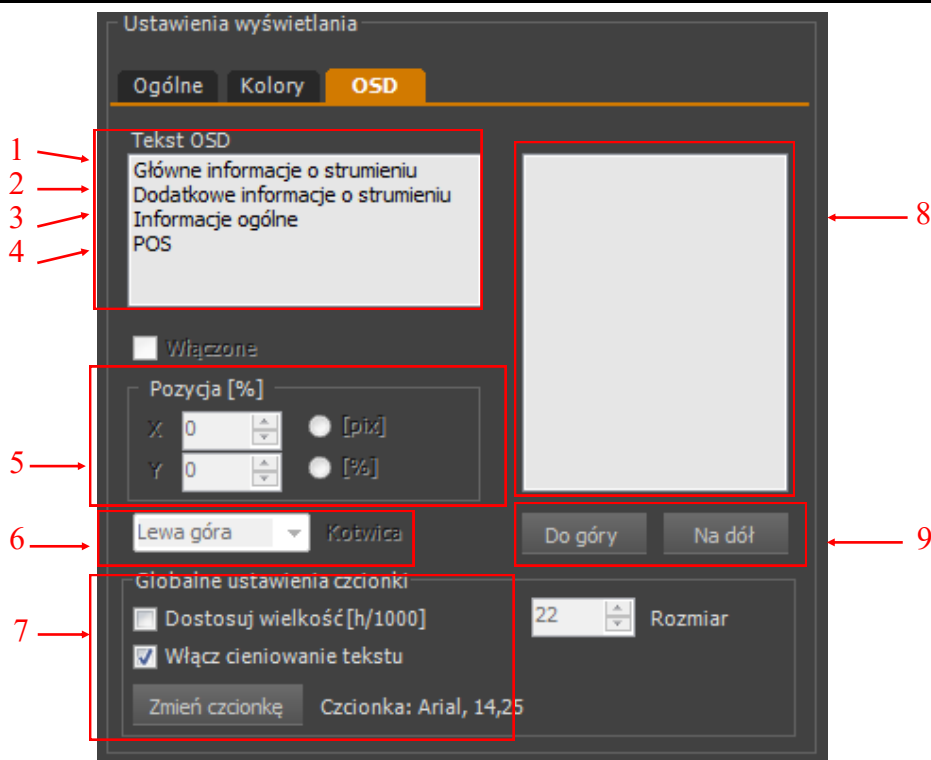 Ustawienia wyświetlania
Ogólne Kolory OSD
Tekst OSD
1
Główne informacje o strumieniu
2
Dodatkowe informacje o strumieniu
3
Informacje ogólne
8
4
POS
Włączone
Pozycja [%]
X 0 [pix]
5
Y 0 [%]
6
Lewa góra Kotwica
Do góry Na dół
9
Globalne ustawienia czcionki
7
Dostosuj wielkość [h/1000] 22 Rozmiar
Włącz cieniowanie tekstu
Zmień czcionkę Czcionka: Arial, 14,25